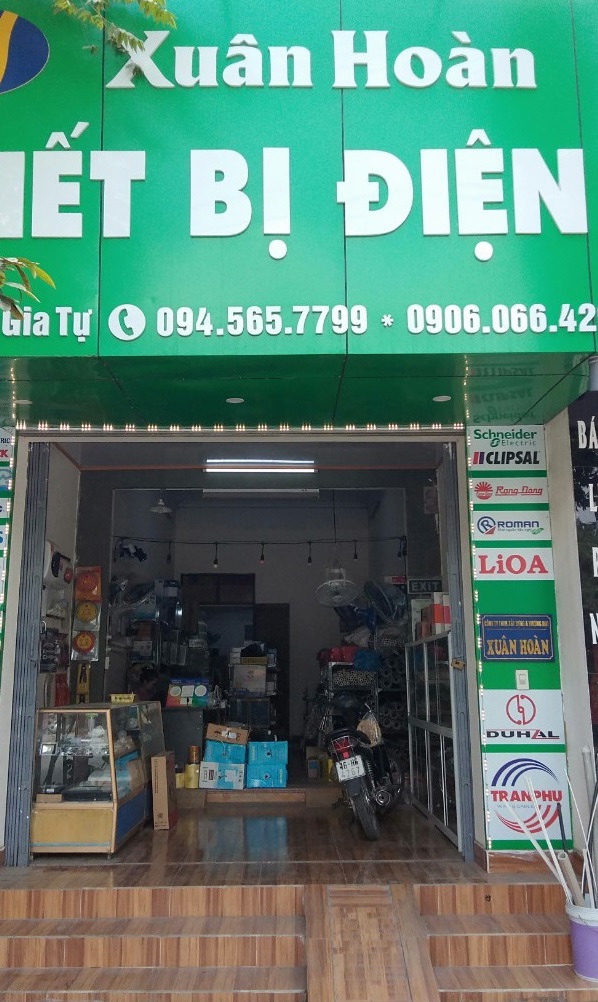 Xuân Hoàn
IẾT BỊ ĐIỆN
Gia Tự 094.565.7799 * 0906.066.42
Schneider
Electric
CLIPSAL
Rạng Đông
ROMAN
LiOA
EXIT
XUÂN HOÀN
DUHAL
TRANPHU
BÁ
L